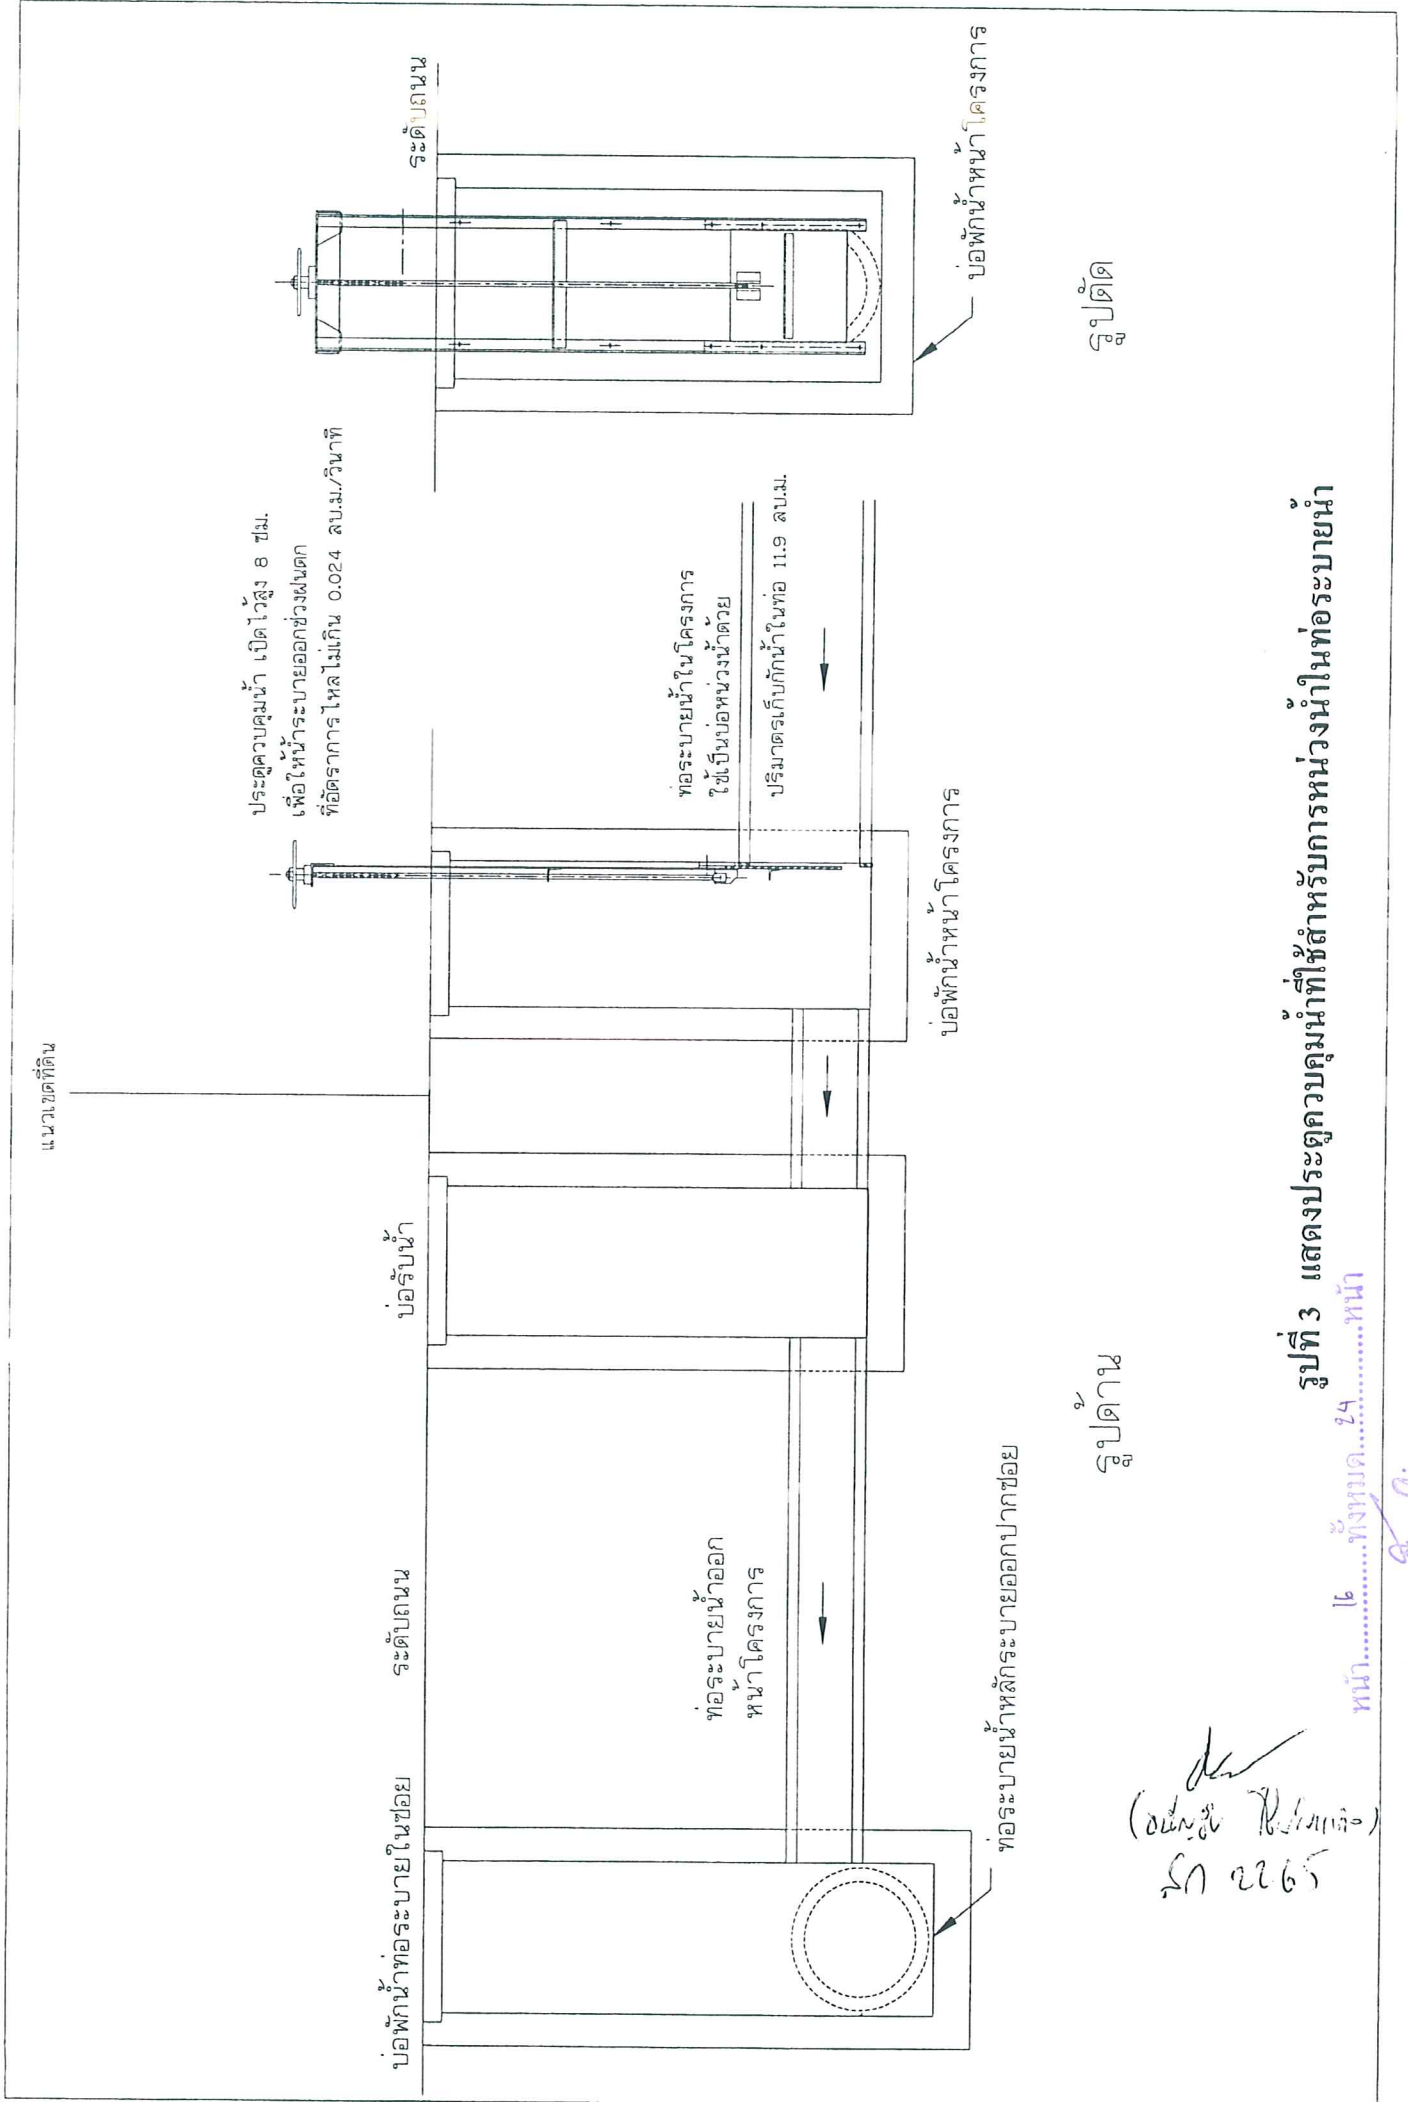 แนวเขตที่ดิน
ประตูควบคุมน้ำ เปิดไว้สูง 8 ซม.
เพื่อให้น้ำระบายออกช่วงฝนตก
ที่อัตราการไหลไม่เกิน 0.024 ลบ.ม./วินาที
บ่อพักน้ำท่อระบายในซอย
ระดับถนน
บ่อรับน้ำ
ระดับถนน
ท่อระบายน้ำออก
หน้าโครงการ
ท่อระบายน้ำในโครงการ
ใช้เป็นบ่อหน่วงน้ำด้วย
ปริมาตรเก็บกักน้ำในท่อ 11.9 ลบ.ม.
ท่อระบายน้ำหลักระบายออกปากซอย
บ่อพักน้ำหน้าโครงการ
บ่อพักน้ำหน้าโครงการ
รูปด้าน
รูปตัด
รูปที่ 3 แสดงประตูควบคุมน้ำที่ใช้สำหรับการหน่วงน้ำในท่อระบายน้ำ
หน้า.......16.......ทั้งหมด.....24.......หน้า
สก 2265